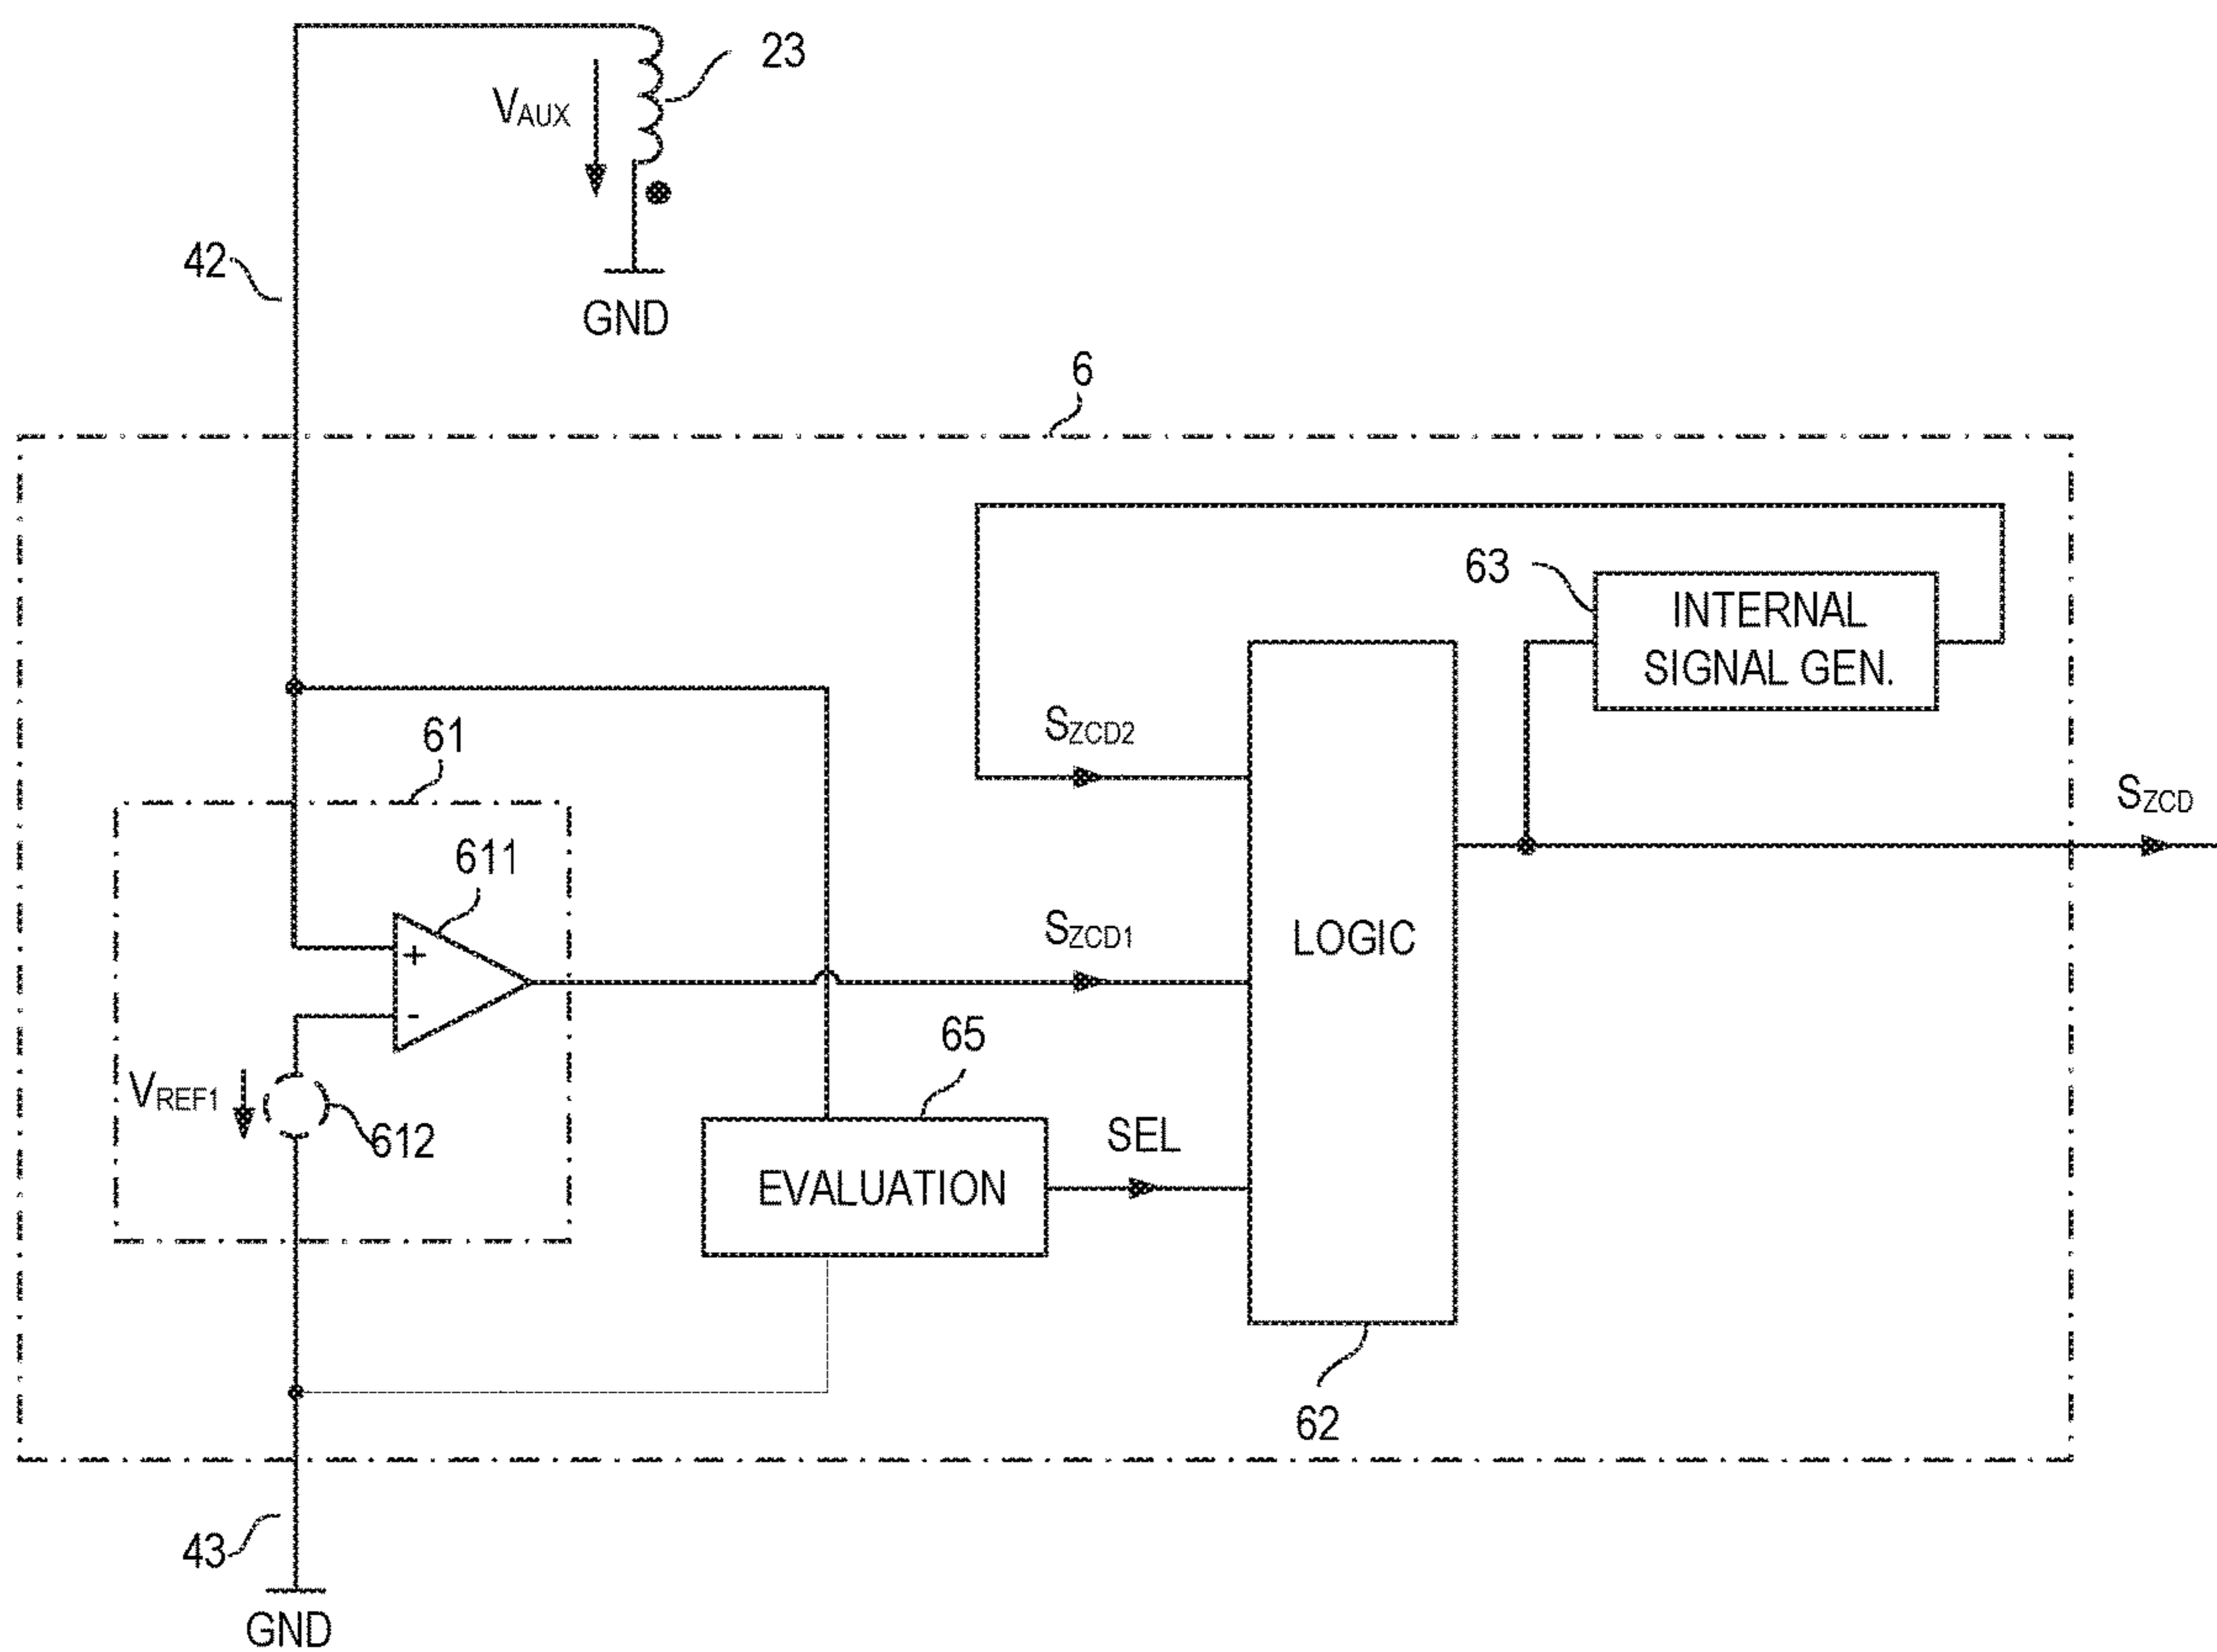 23
VAUX
42
GND
6
63
INTERNAL
SIGNAL GEN.
SZCD2
61
SZCD
611
SZCD1
LOGIC
+
-
65
VREF1
612
SEL
EVALUATION
62
43
GND